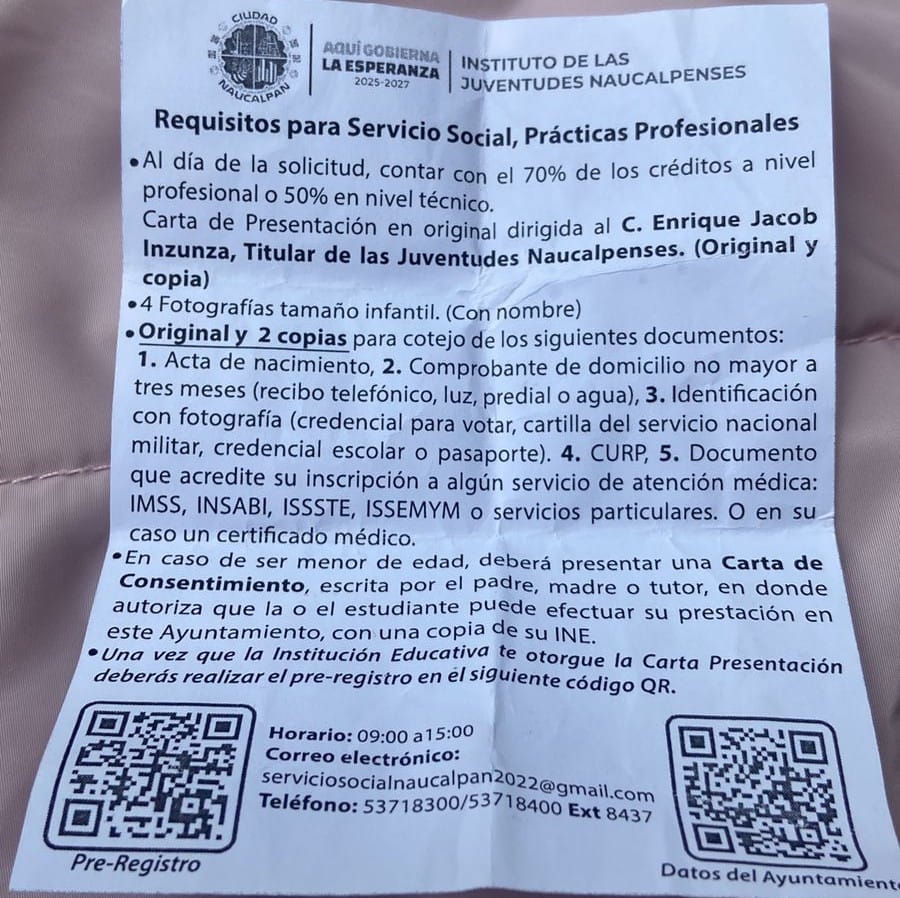 CIUDAD
NAUCALPAN
AQUÍ GOBIERNA
LA ESPERANZA
2025-2027
INSTITUTO DE LAS
JUVENTUDES NAUCALPENSES
Requisitos para Servicio Social, Prácticas Profesionales
•Al día de la solicitud, contar con el 70% de los créditos a nivel
profesional o 50% en nivel técnico.
Carta de Presentación en original dirigida al C. Enrique Jacob
Inzunza, Titular de las Juventudes Naucalpenses. (Original y
copia)
•4 Fotografías tamaño infantil. (Con nombre)
•Original y 2 copias para cotejo de los siguientes documentos:
1. Acta de nacimiento, 2. Comprobante de domicilio no mayor a
tres meses (recibo telefónico, luz, predial o agua), 3. Identificación
con fotografía (credencial para votar, cartilla del servicio nacional
militar, credencial escolar o pasaporte). 4. CURP, 5. Documento
que acredite su inscripción a algún servicio de atención médica:
IMSS, INSABI, ISSSTE, ISSEMYM o servicios particulares. O en su
caso un certificado médico.
•En caso de ser menor de edad, deberá presentar una Carta de
Consentimiento, escrita por el padre, madre o tutor, en donde
autoriza que la o el estudiante puede efectuar su prestación en
este Ayuntamiento, con una copia de su INE.
•Una vez que la Institución Educativa te otorgue la Carta Presentación
deberás realizar el pre-registro en el siguiente código QR.
Horario: 09:00 a15:00
Correo electrónico:
serviciosocialnaucalpan2022@gmail.com
Teléfono: 53718300/53718400 Ext 8437
Pre-Registro
Datos del Ayuntamiento